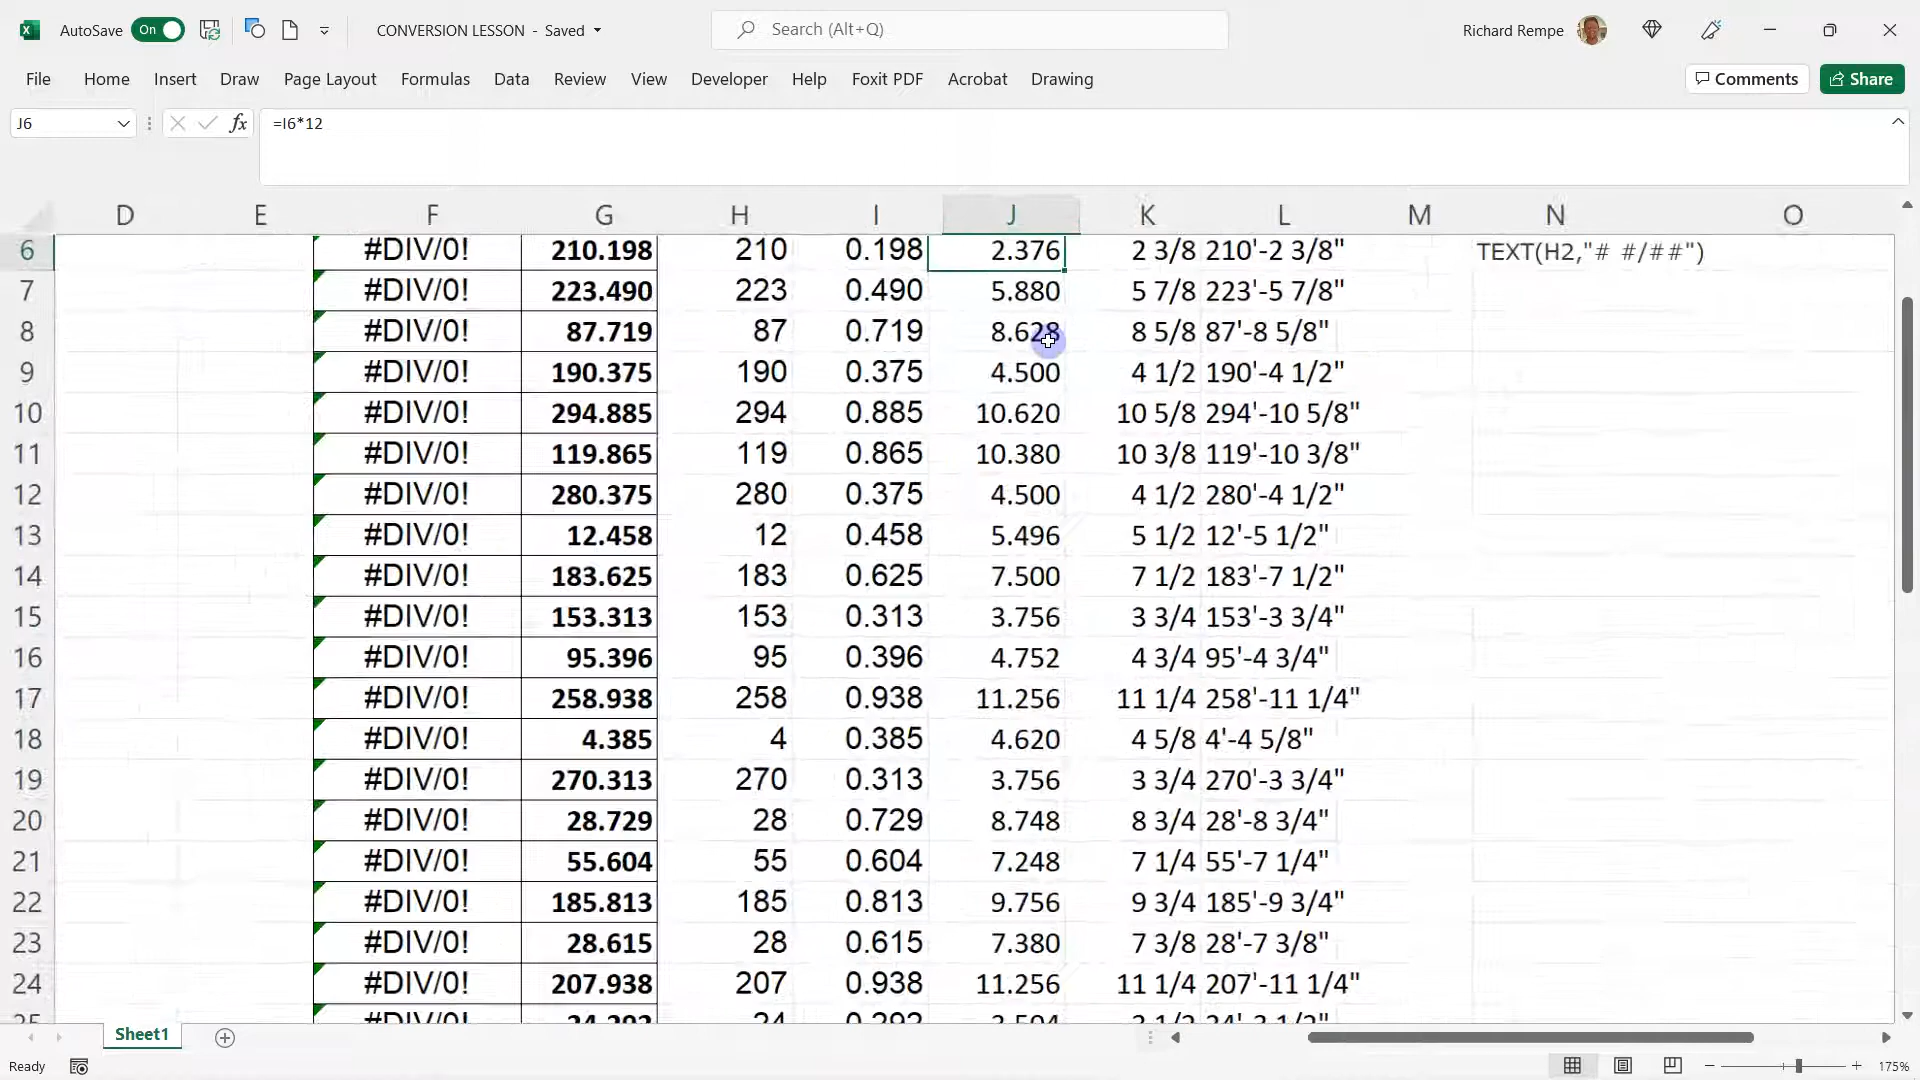 AutoSave On CONVERSION LESSON - Saved Search (Alt+Q) Richard Rempe
File Home Insert Draw Page Layout Formulas Data Review View Developer Help Foxit PDF Acrobat Drawing Comments Share
J6 fx =I6*12
D E F G H I J K L M N O
6 #DIV/0! 210.198 210 0.198 2.376 2 3/8 210'-2 3/8" TEXT(H2,"# #/##")
7 #DIV/0! 223.490 223 0.490 5.880 5 7/8 223'-5 7/8"
8 #DIV/0! 87.719 87 0.719 8.628 8 5/8 87'-8 5/8"
9 #DIV/0! 190.375 190 0.375 4.500 4 1/2 190'-4 1/2"
10 #DIV/0! 294.885 294 0.885 10.620 10 5/8 294'-10 5/8"
11 #DIV/0! 119.865 119 0.865 10.380 10 3/8 119'-10 3/8"
12 #DIV/0! 280.375 280 0.375 4.500 4 1/2 280'-4 1/2"
13 #DIV/0! 12.458 12 0.458 5.496 5 1/2 12'-5 1/2"
14 #DIV/0! 183.625 183 0.625 7.500 7 1/2 183'-7 1/2"
15 #DIV/0! 153.313 153 0.313 3.756 3 3/4 153'-3 3/4"
16 #DIV/0! 95.396 95 0.396 4.752 4 3/4 95'-4 3/4"
17 #DIV/0! 258.938 258 0.938 11.256 11 1/4 258'-11 1/4"
18 #DIV/0! 4.385 4 0.385 4.620 4 5/8 4'-4 5/8"
19 #DIV/0! 270.313 270 0.313 3.756 3 3/4 270'-3 3/4"
20 #DIV/0! 28.729 28 0.729 8.748 8 3/4 28'-8 3/4"
21 #DIV/0! 55.604 55 0.604 7.248 7 1/4 55'-7 1/4"
22 #DIV/0! 185.813 185 0.813 9.756 9 3/4 185'-9 3/4"
23 #DIV/0! 28.615 28 0.615 7.380 7 3/8 28'-7 3/8"
24 #DIV/0! 207.938 207 0.938 11.256 11 1/4 207'-11 1/4"
Sheet1
Ready 175%